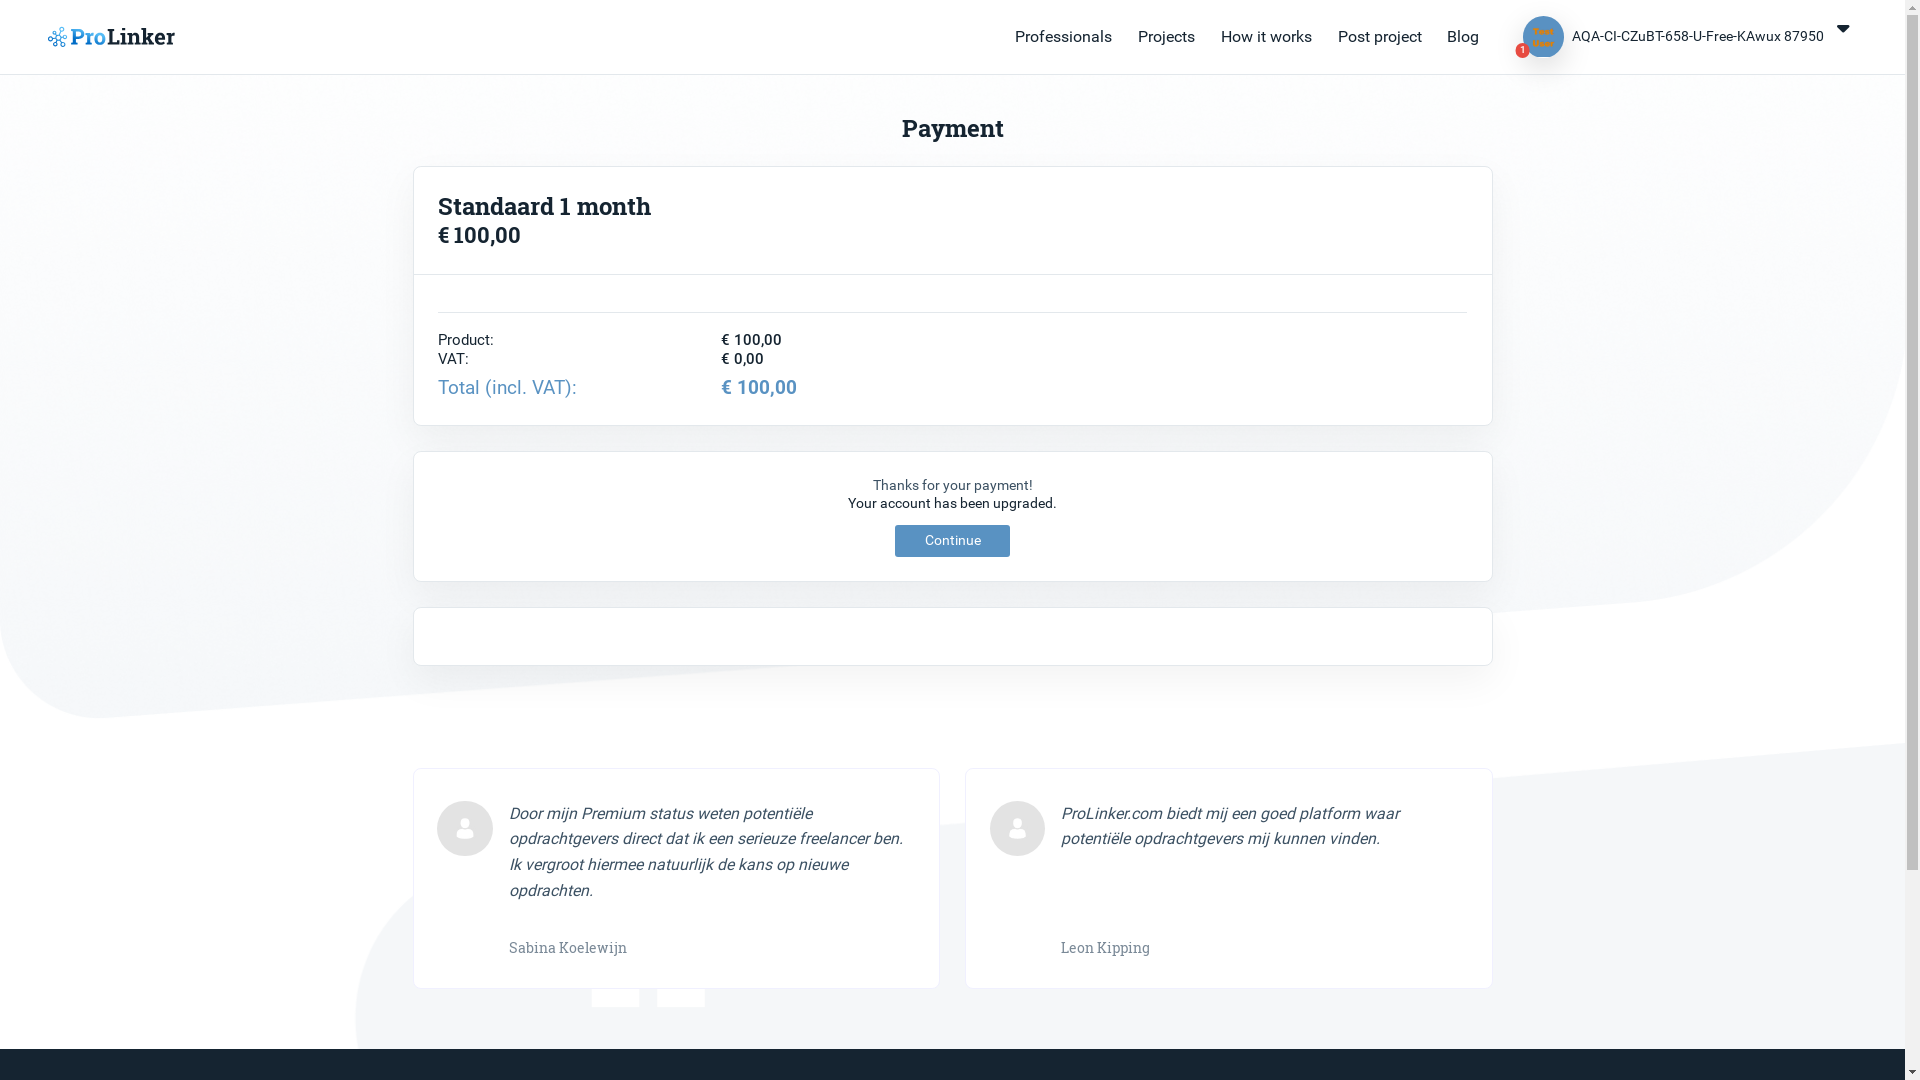 ProLinker
Professionals
Projects
How it works
Post project
Blog
Test
User
1
AQA-CI-CZuBT-658-U-Free-KAwux 87950
Payment
Standaard 1 month
€ 100,00
Product: € 100,00
VAT: € 0,00
Total (incl. VAT): € 100,00
Thanks for your payment!
Your account has been upgraded.
Continue
Door mijn Premium status weten potentiële
opdrachtgevers direct dat ik een serieuze freelancer ben.
Ik vergroot hiermee natuurlijk de kans op nieuwe
opdrachten.
Sabina Koelewijn
ProLinker.com biedt mij een goed platform waar
potentiële opdrachtgevers mij kunnen vinden.
Leon Kipping